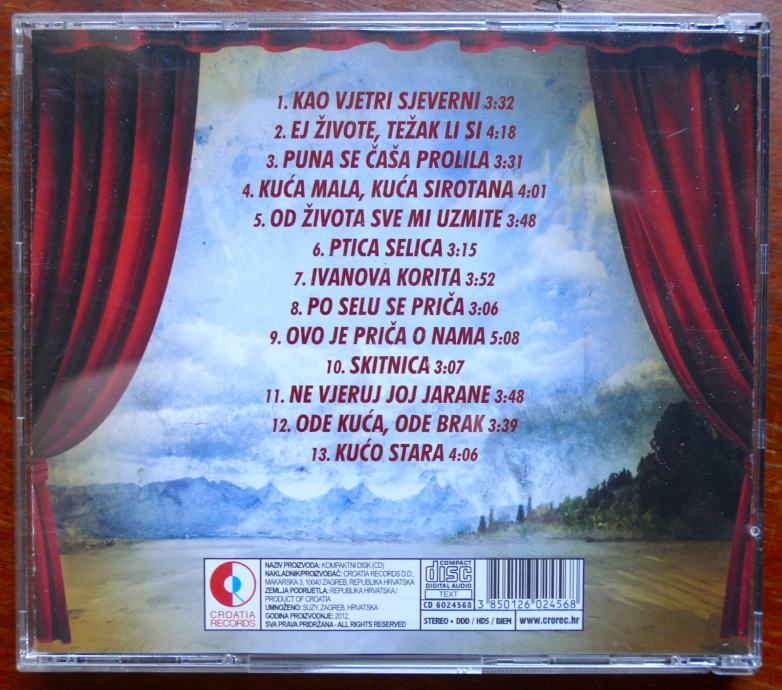 1. KAO VJETRI SJEVERNI 3:32
2. EJ ŽIVOTE, TEŽAK LI SI 4:18
3. PUNA SE ČAŠA PROLILA 3:31
4. KUĆA MALA, KUĆA SIROTANA 4:01
5. OD ŽIVOTA SVE MI UZMITE 3:48
6. PTICA SELICA 3:15
7. IVANOVA KORITA 3:52
8. PO SELU SE PRIČA 3:06
9. OVO JE PRIČA O NAMA 5:08
10. SKITNICA 3:07
11. NE VJERUJ JOJ JARANE 3:48
12. ODE KUĆA, ODE BRAK 3:39
13. KUĆO STARA 4:06
CROATIA
RECORDS
NAZIV PROIZVODA: KOMPAKTNI DISK (CD)
NAKLADNIK/PROIZVOĐAČ: CROATIA RECORDS D.D.,
MAKARSKA 3, 10040 ZAGREB, REPUBLIKA HRVATSKA
ZEMLJA PODRIJETLA: REPUBLIKA HRVATSKA/
PRODUCT OF CROATIA
UMNOŽENO: SUZY, ZAGREB, HRVATSKA
GODINA PROIZVODNJE: 2012.
SVA PRAVA PRIDRŽANA - ALL RIGHTS RESERVED
COMPACT
disc
DIGITAL AUDIO
TEXT
CD 6024568
3 850126 024568
STEREO • DDD / HDS / BIEM
www.crorec.hr